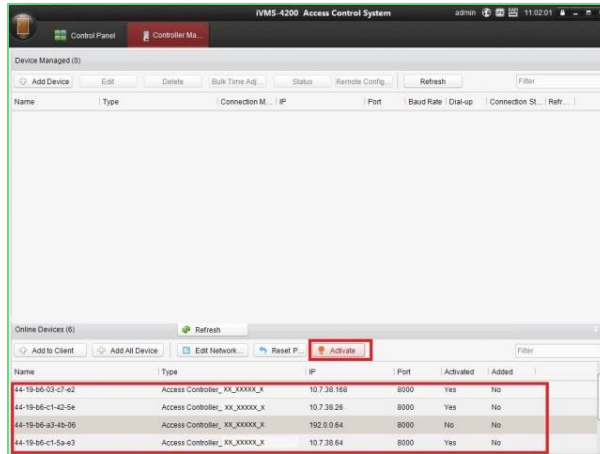 iVMS-4200 Access Control System admin 11:02:01
Control Panel Controller Ma...
Device Managed (0)
Add Device Edit Delete Bulk Time Adj... Status Remote Config... Refresh Filter
Name Type Connection M... IP Port Baud Rate Dial-up Connection St... Refr...
Online Devices (6) Refresh
Add to Client Add All Device Edit Network... Reset P... Activate Filter
Name Type IP Port Activated Added
44-19-b6-03-c7-e2 Access Controller_ XX_XXXXX_X 10.7.38.168 8000 Yes No
44-19-b6-c1-42-5e Access Controller_ XX_XXXXX_X 10.7.38.26 8000 Yes No
44-19-b6-a3-4b-06 Access Controller_ XX_XXXXX_X 192.0.0.64 8000 No No
44-19-b6-c1-5a-e3 Access Controller_ XX_XXXXX_X 10.7.38.64 8000 Yes No